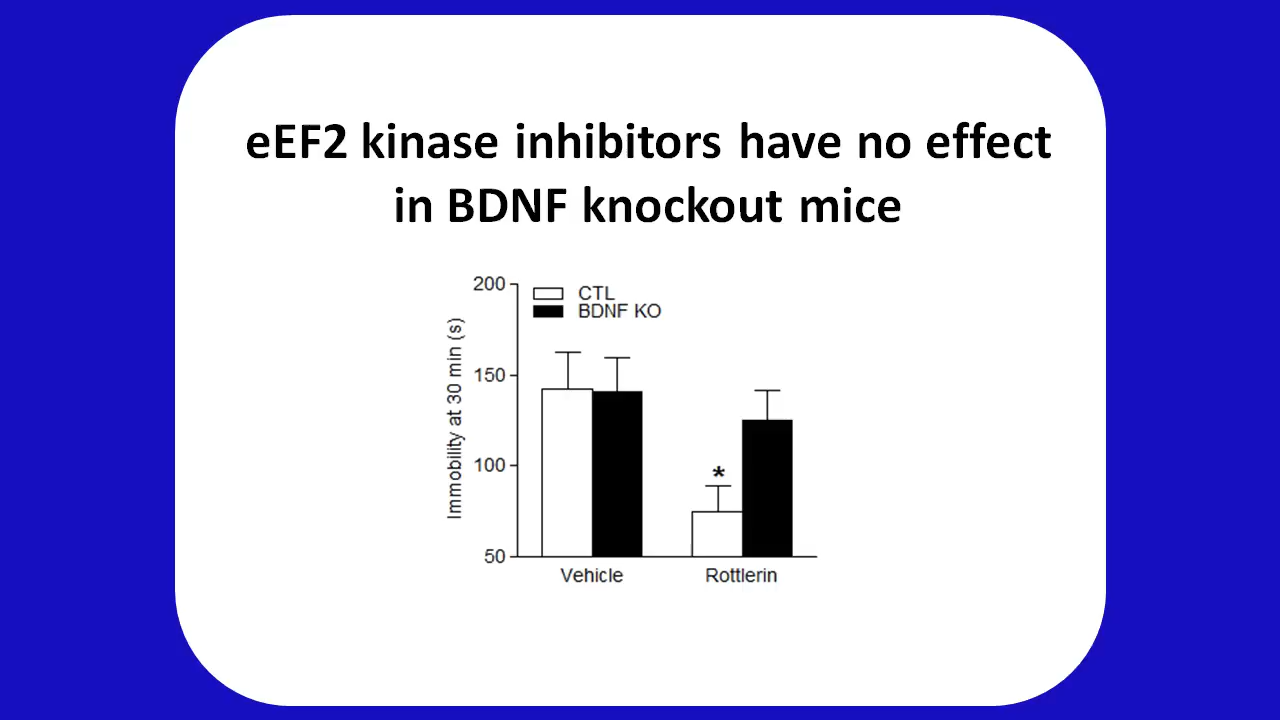 eEF2 kinase inhibitors have no effect
in BDNF knockout mice
200
CTL
BDNF KO
150
Immobility at 30 min (s)
100
*
50
Vehicle
Rottlerin